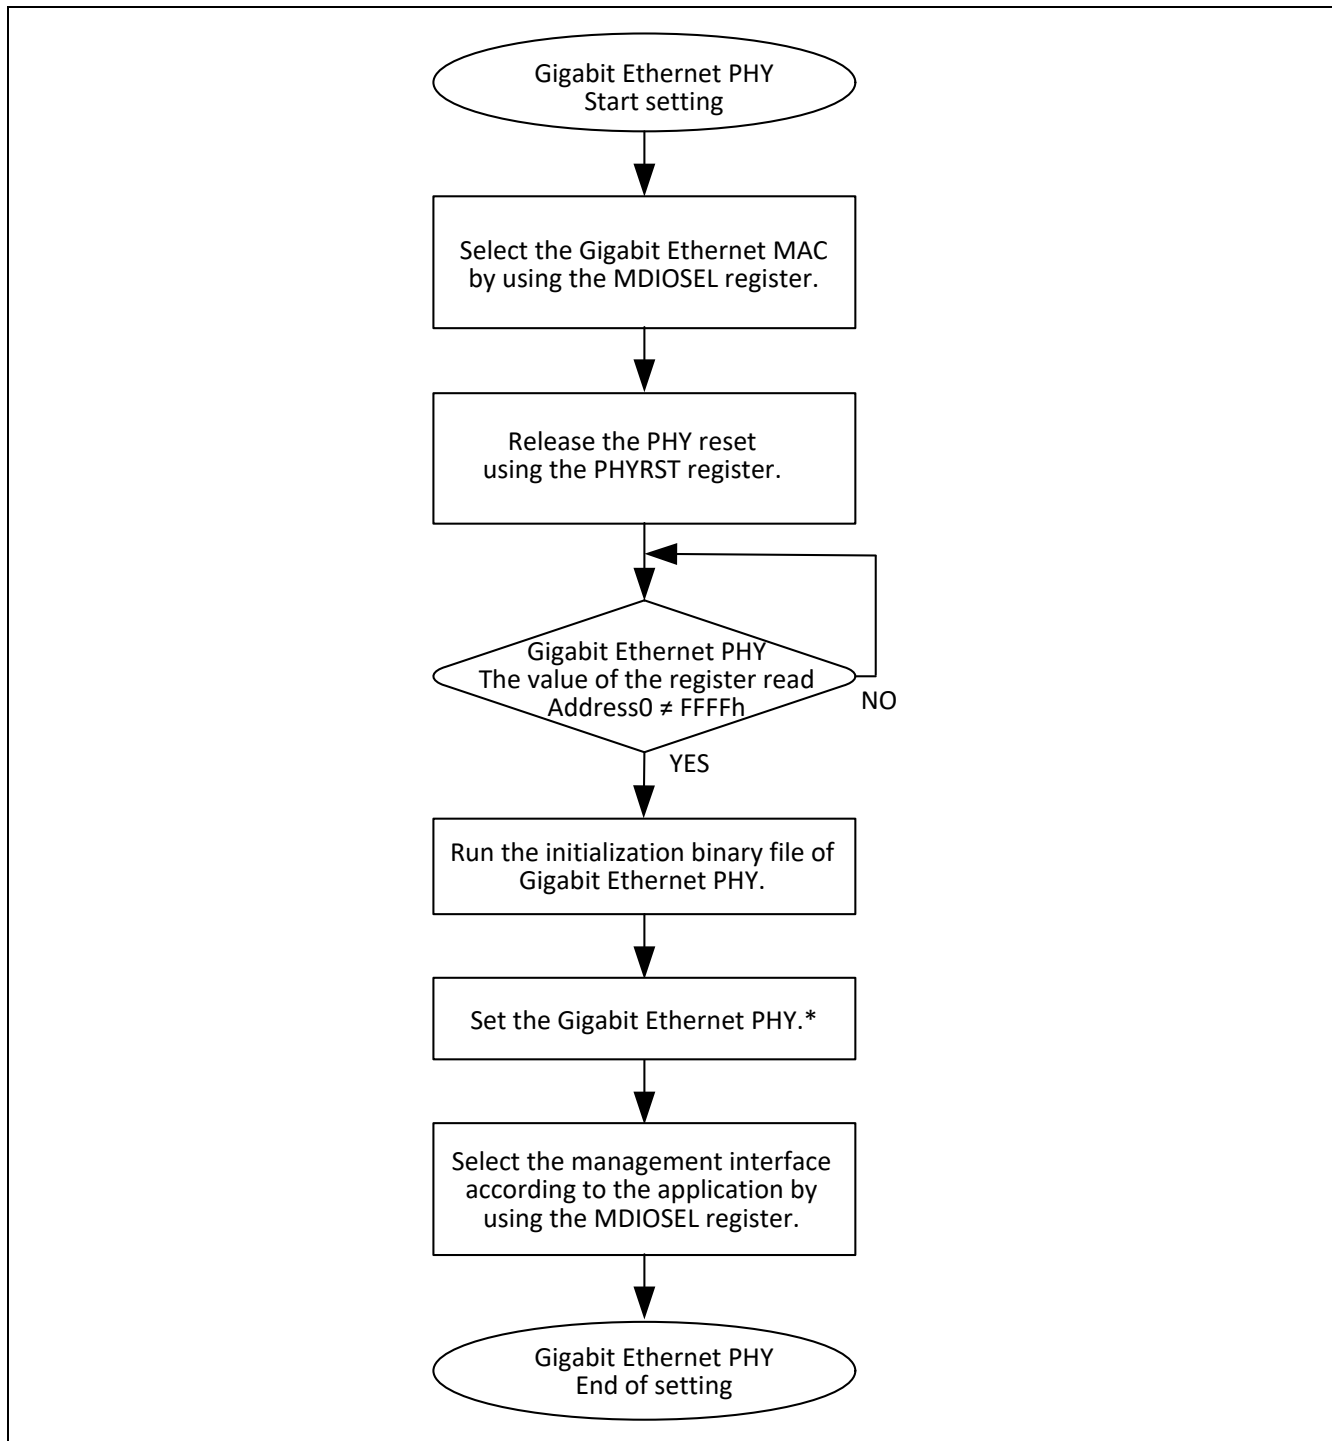 Gigabit Ethernet PHY
Start setting
Select the Gigabit Ethernet MAC
by using the MDIOSEL register.
Release the PHY reset
using the PHYRST register.
Gigabit Ethernet PHY
The value of the register read
Address0 ≠ FFFFh
NO
YES
Run the initialization binary file of
Gigabit Ethernet PHY.
Set the Gigabit Ethernet PHY.*
Select the management interface
according to the application by
using the MDIOSEL register.
Gigabit Ethernet PHY
End of setting